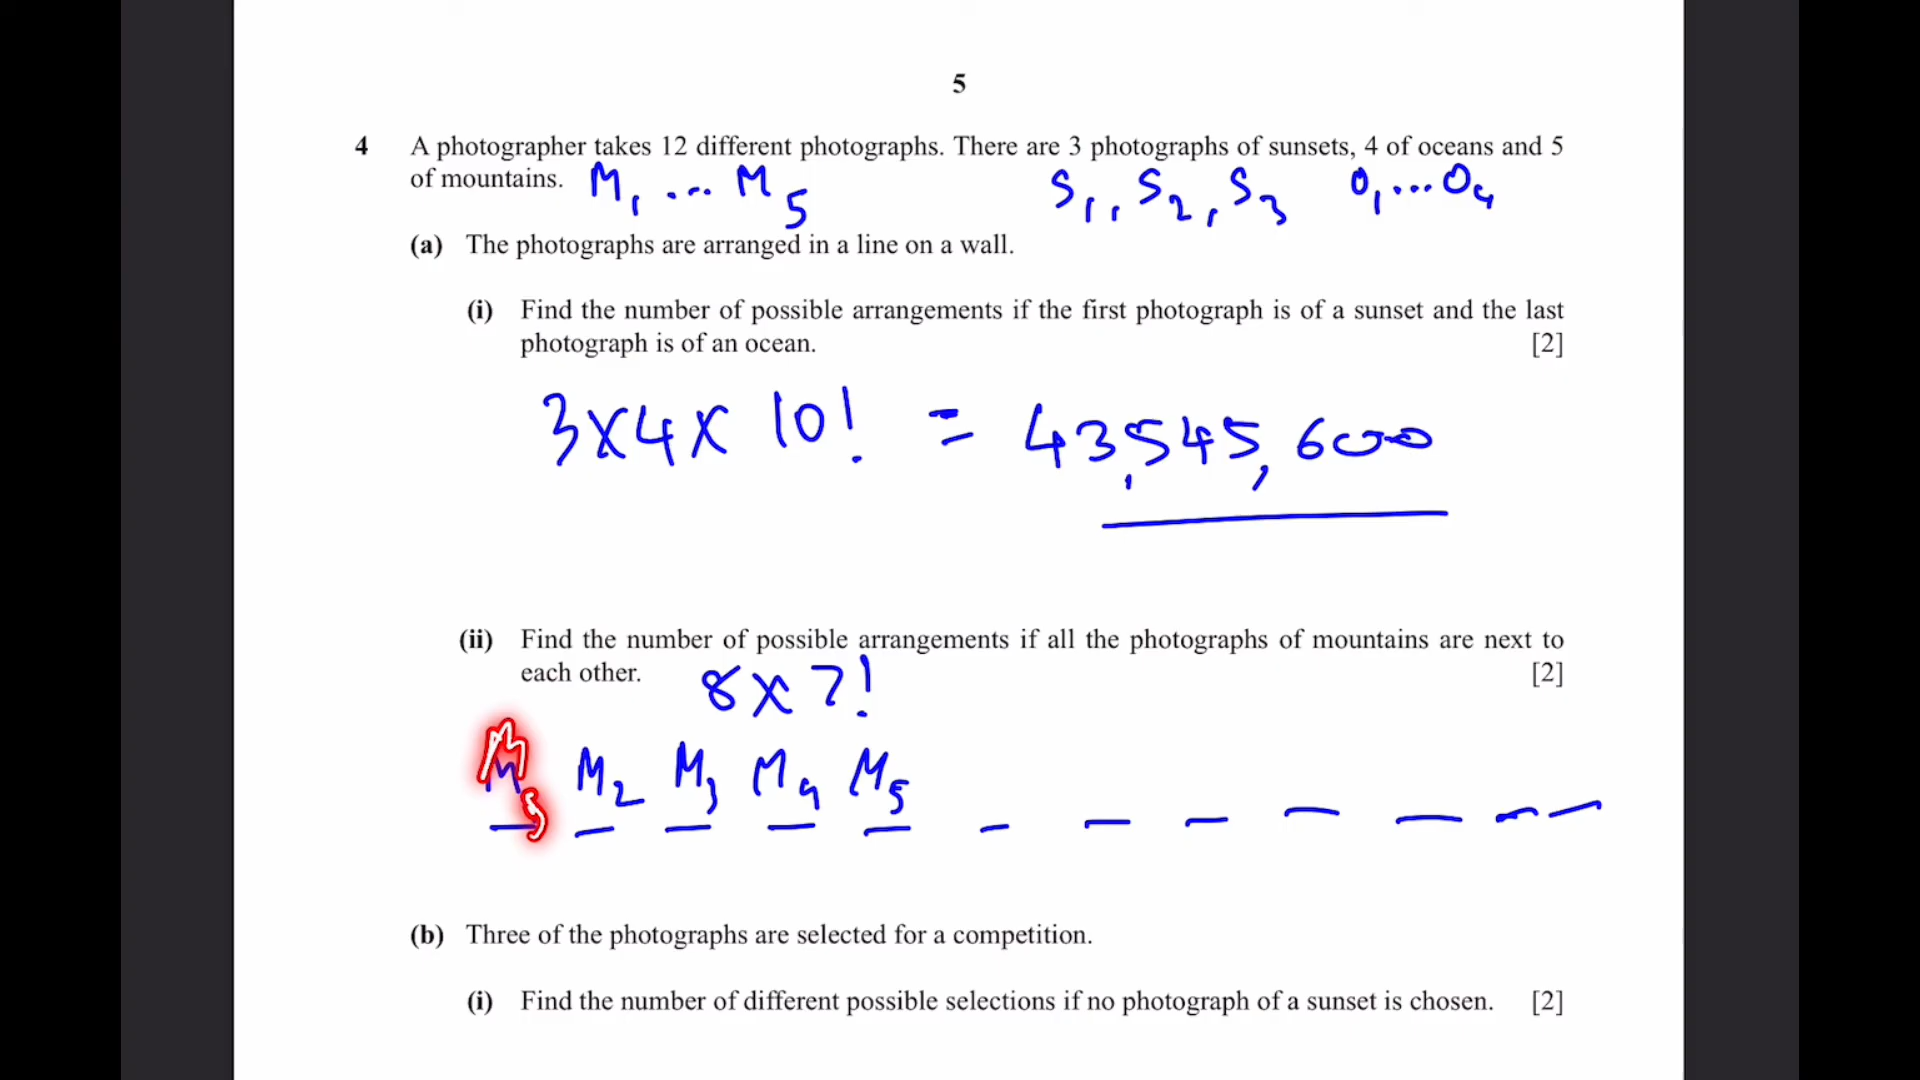 5
4 A photographer takes 12 different photographs. There are 3 photographs of sunsets, 4 of oceans and 5
of mountains. M1 ... M5 S1, S2, S3 O1 ... O4
(a) The photographs are arranged in a line on a wall.
(i) Find the number of possible arrangements if the first photograph is of a sunset and the last
photograph is of an ocean. [2]
3x4x 10! = 43,545,600
(ii) Find the number of possible arrangements if all the photographs of mountains are next to
each other. 8 x 7! [2]
M5 M2 M3 M4 M5
(b) Three of the photographs are selected for a competition.
(i) Find the number of different possible selections if no photograph of a sunset is chosen. [2]